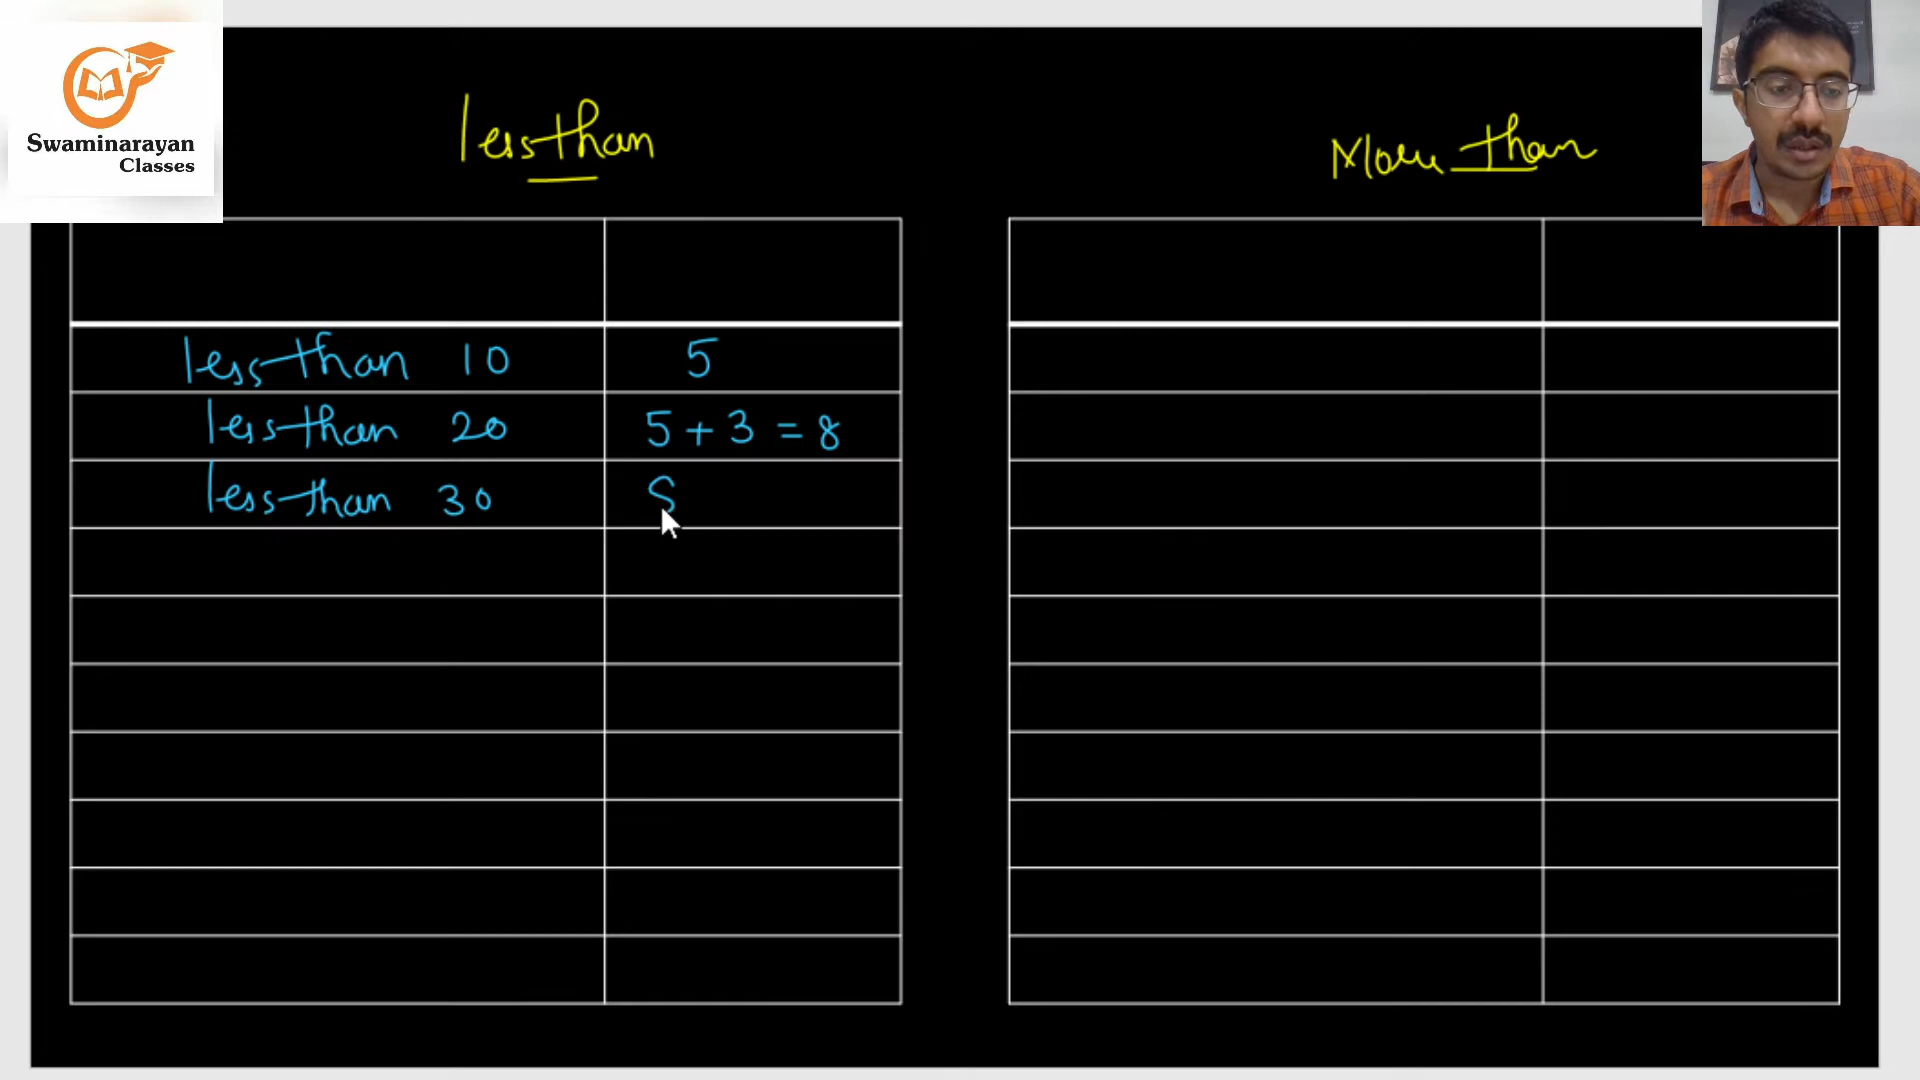 Swaminarayan
Classes
less than
More than
less than 10 5
less than 20 5 + 3 = 8
less than 30